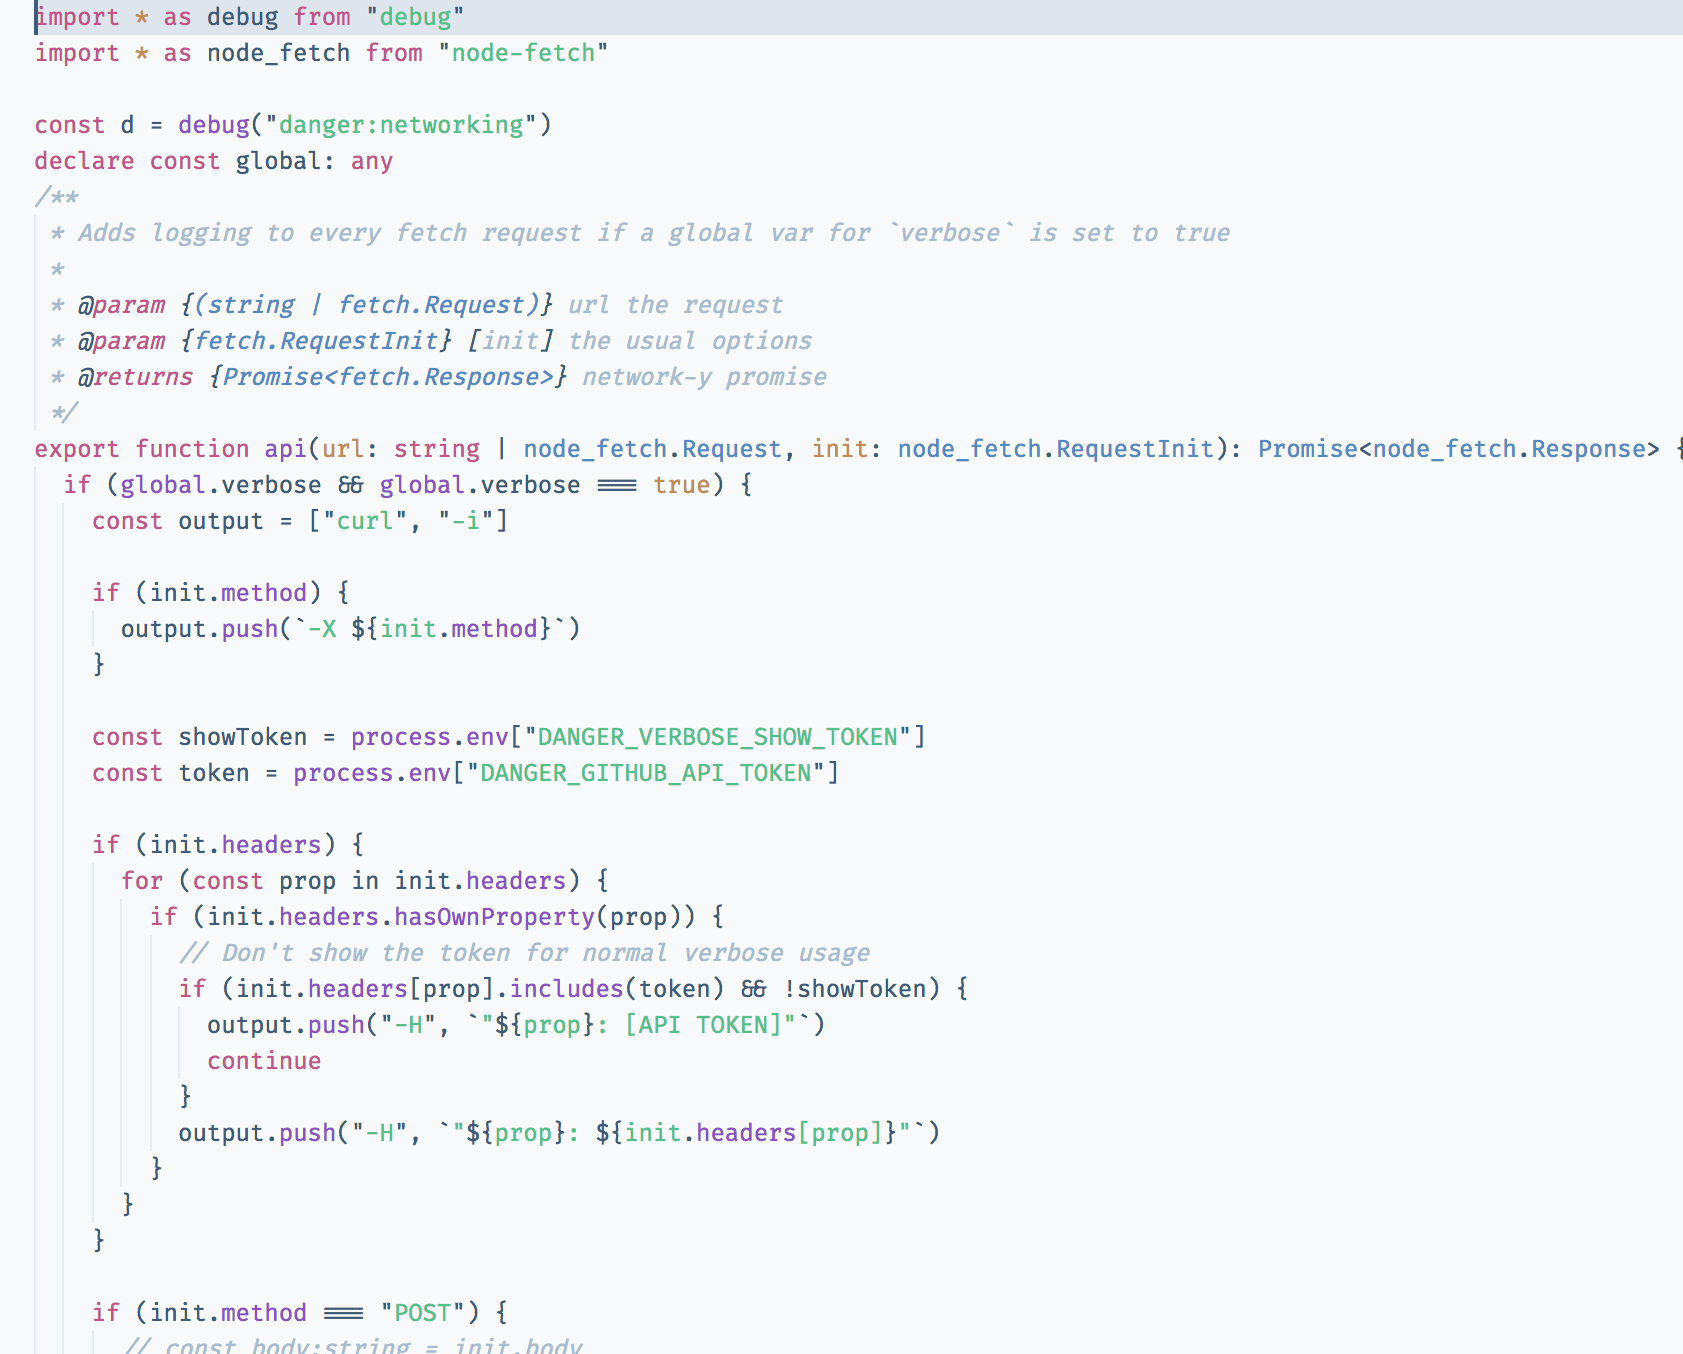 import * as debug from "debug"
import * as node_fetch from "node-fetch"

const d = debug("danger:networking")
declare const global: any
/**
 * Adds logging to every fetch request if a global var for `verbose` is set to true
 *
 * @param {(string | fetch.Request)} url the request
 * @param {fetch.RequestInit} [init] the usual options
 * @returns {Promise<fetch.Response>} network-y promise
 */
export function api(url: string | node_fetch.Request, init: node_fetch.RequestInit): Promise<node_fetch.Response> {
  if (global.verbose && global.verbose === true) {
    const output = ["curl", "-i"]

    if (init.method) {
      output.push(`-X ${init.method}`)
    }

    const showToken = process.env["DANGER_VERBOSE_SHOW_TOKEN"]
    const token = process.env["DANGER_GITHUB_API_TOKEN"]

    if (init.headers) {
      for (const prop in init.headers) {
        if (init.headers.hasOwnProperty(prop)) {
          // Don't show the token for normal verbose usage
          if (init.headers[prop].includes(token) && !showToken) {
            output.push("-H", `"${prop}: [API TOKEN]"`)
            continue
          }
          output.push("-H", `"${prop}: ${init.headers[prop]}"`)
        }
      }
    }

    if (init.method === "POST") {
      // const body:string = init.body